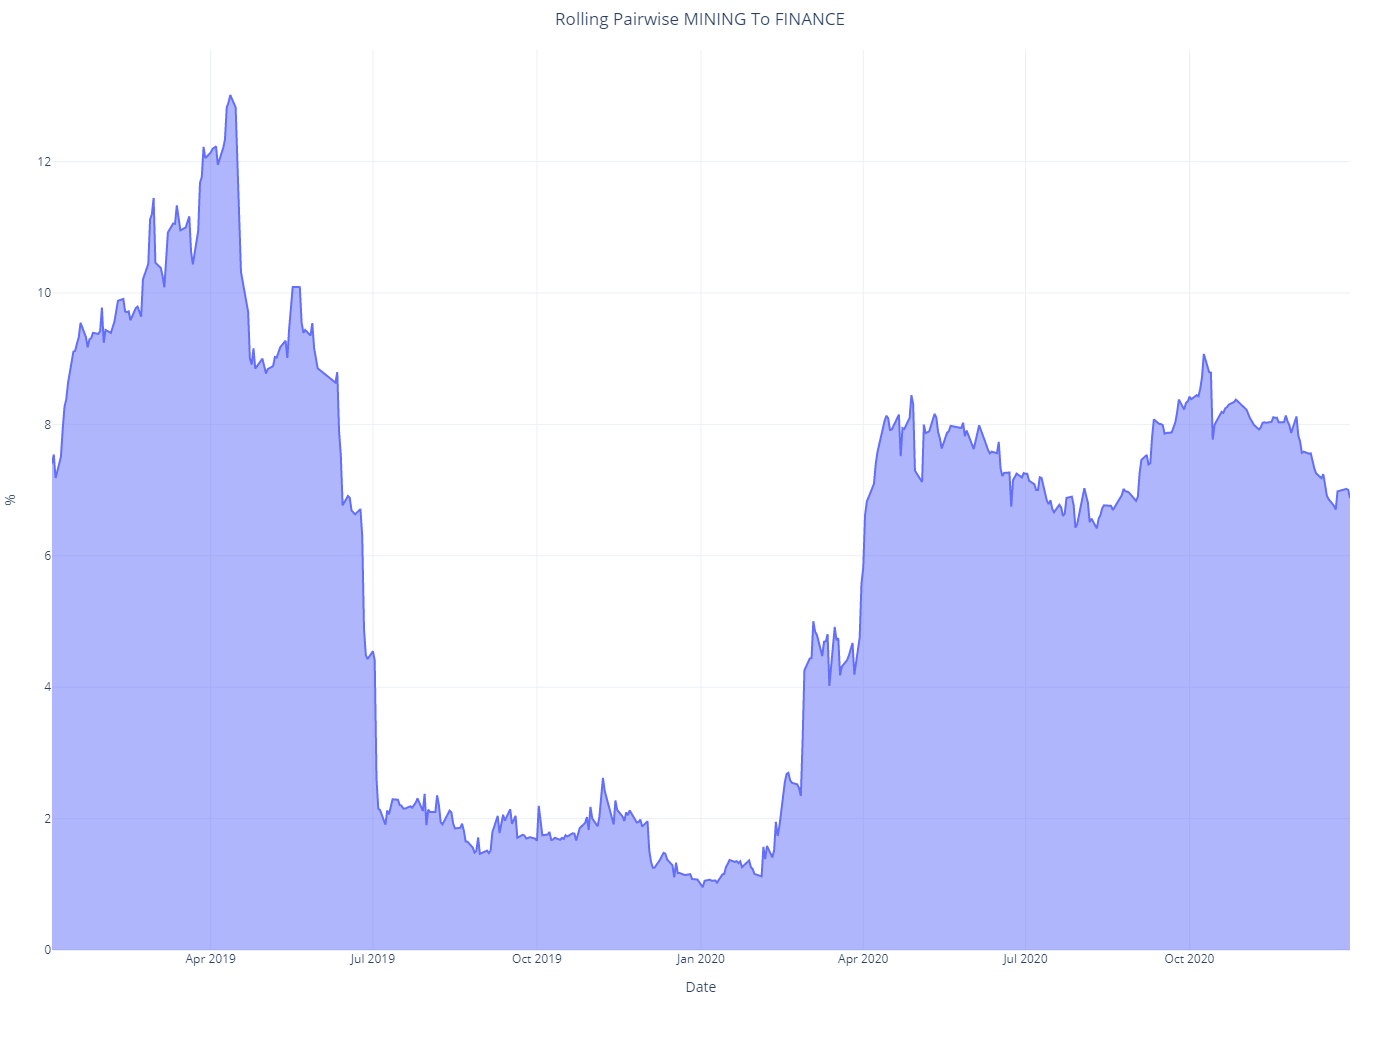 Rolling Pairwise MINING To FINANCE
12
10
8
6
4
2
0
%
Apr 2019
Jul 2019
Oct 2019
Jan 2020
Apr 2020
Jul 2020
Oct 2020
Date